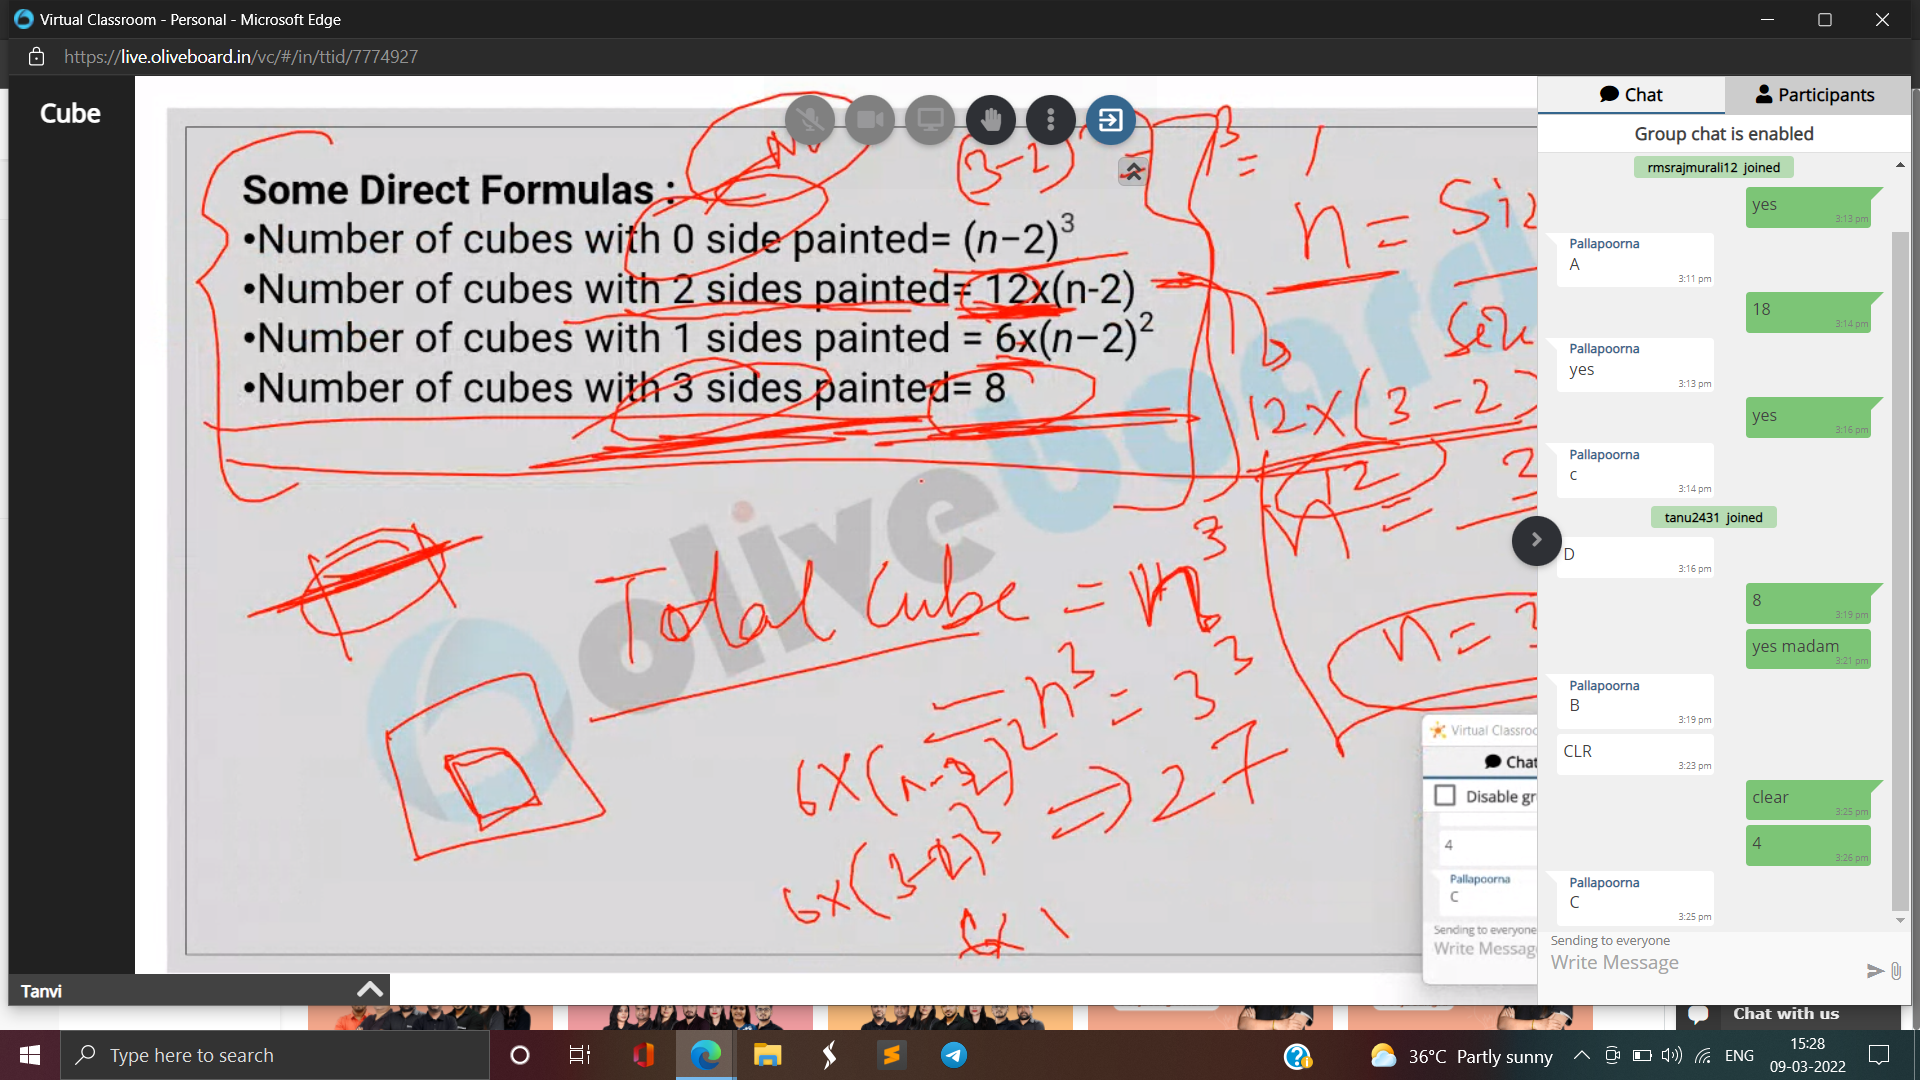 Virtual Classroom - Personal - Microsoft Edge
https://live.oliveboard.in/vc/#/in/ttid/7774927
Cube
Some Direct Formulas :
•Number of cubes with 0 side painted= (n−2)³
•Number of cubes with 2 sides painted= 12x(n-2)
•Number of cubes with 1 sides painted = 6x(n−2)²
•Number of cubes with 3 sides painted= 8
(3-2)
1³ = 1
n =
12x(3-2)
Total Cube = n³
n³ = 3³
⇒ 27
6x(n-2)²
6x(3-2)²
6x1
n =
oliveboard
Chat
Participants
Group chat is enabled
rmsrajmurali12 joined
yes
3:13 pm
Pallapoorna
A
3:11 pm
18
3:14 pm
Pallapoorna
yes
3:13 pm
yes
3:16 pm
Pallapoorna
c
3:14 pm
tanu2431 joined
D
3:16 pm
8
3:19 pm
yes madam
3:21 pm
Pallapoorna
B
3:19 pm
CLR
3:23 pm
clear
3:25 pm
4
3:26 pm
Pallapoorna
C
3:25 pm
Sending to everyone
Write Message
Virtual Classroo
Chat
Disable gr
4
Pallapoorna
C
Sending to everyone
Write Messag
Tanvi
Chat with us
Type here to search
36°C Partly sunny
ENG
15:28
09-03-2022